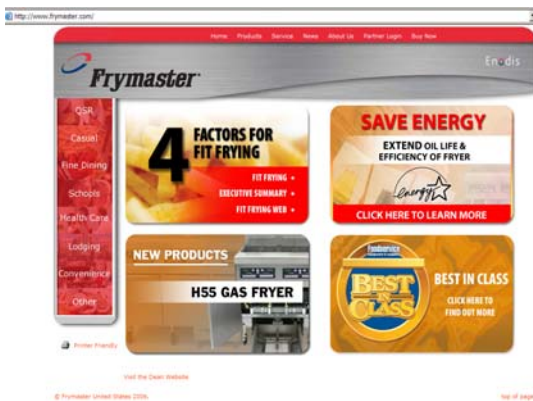 http://www.frymaster.com/
Home Products Service News About Us Partner Login Buy Now
Enodis
Frymaster
QSR
Casual
Fine Dining
Schools
Health Care
Lodging
Convenience
Other
4 FACTORS FOR
FIT FRYING
FIT FRYING
EXECUTIVE SUMMARY
FIT FRYING WEB
SAVE ENERGY
EXTEND OIL LIFE &
EFFICIENCY OF FRYER
energy
CLICK HERE TO LEARN MORE
NEW PRODUCTS
H55 GAS FRYER
Foodservice
BEST
IN
CLASS
BEST IN CLASS
CLICK HERE TO
FIND OUT MORE
Printer Friendly
Visit the Dean Website
© Frymaster United States 2006.
top of page